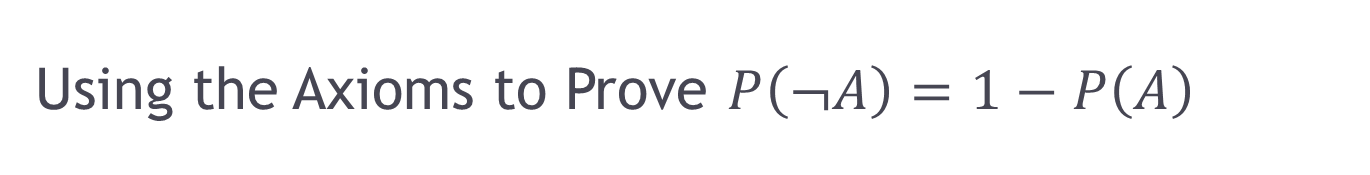 Using the Axioms to Prove P(¬A) = 1 − P(A)